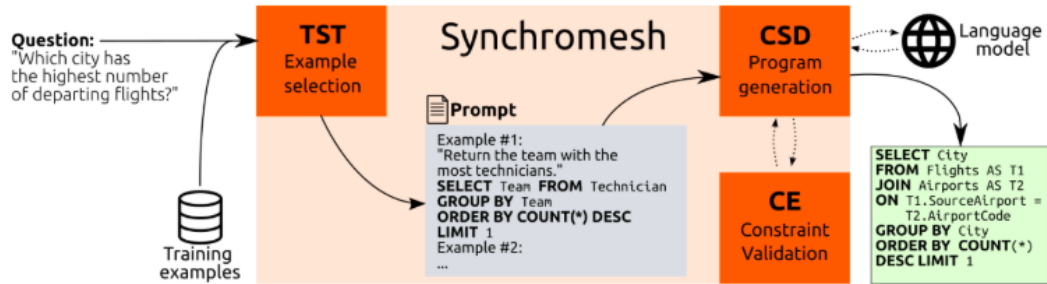 Question:
"Which city has
the highest number
of departing flights?"
Training
examples
TST
Example
selection
Synchromesh
Prompt
Example #1:
"Return the team with the
most technicians."
SELECT Team FROM Technician
GROUP BY Team
ORDER BY COUNT(*) DESC
LIMIT 1
Example #2:
...
CSD
Program
generation
CE
Constraint
Validation
Language
model
SELECT City
FROM Flights AS T1
JOIN Airports AS T2
ON T1.SourceAirport =
T2.AirportCode
GROUP BY City
ORDER BY COUNT(*)
DESC LIMIT 1